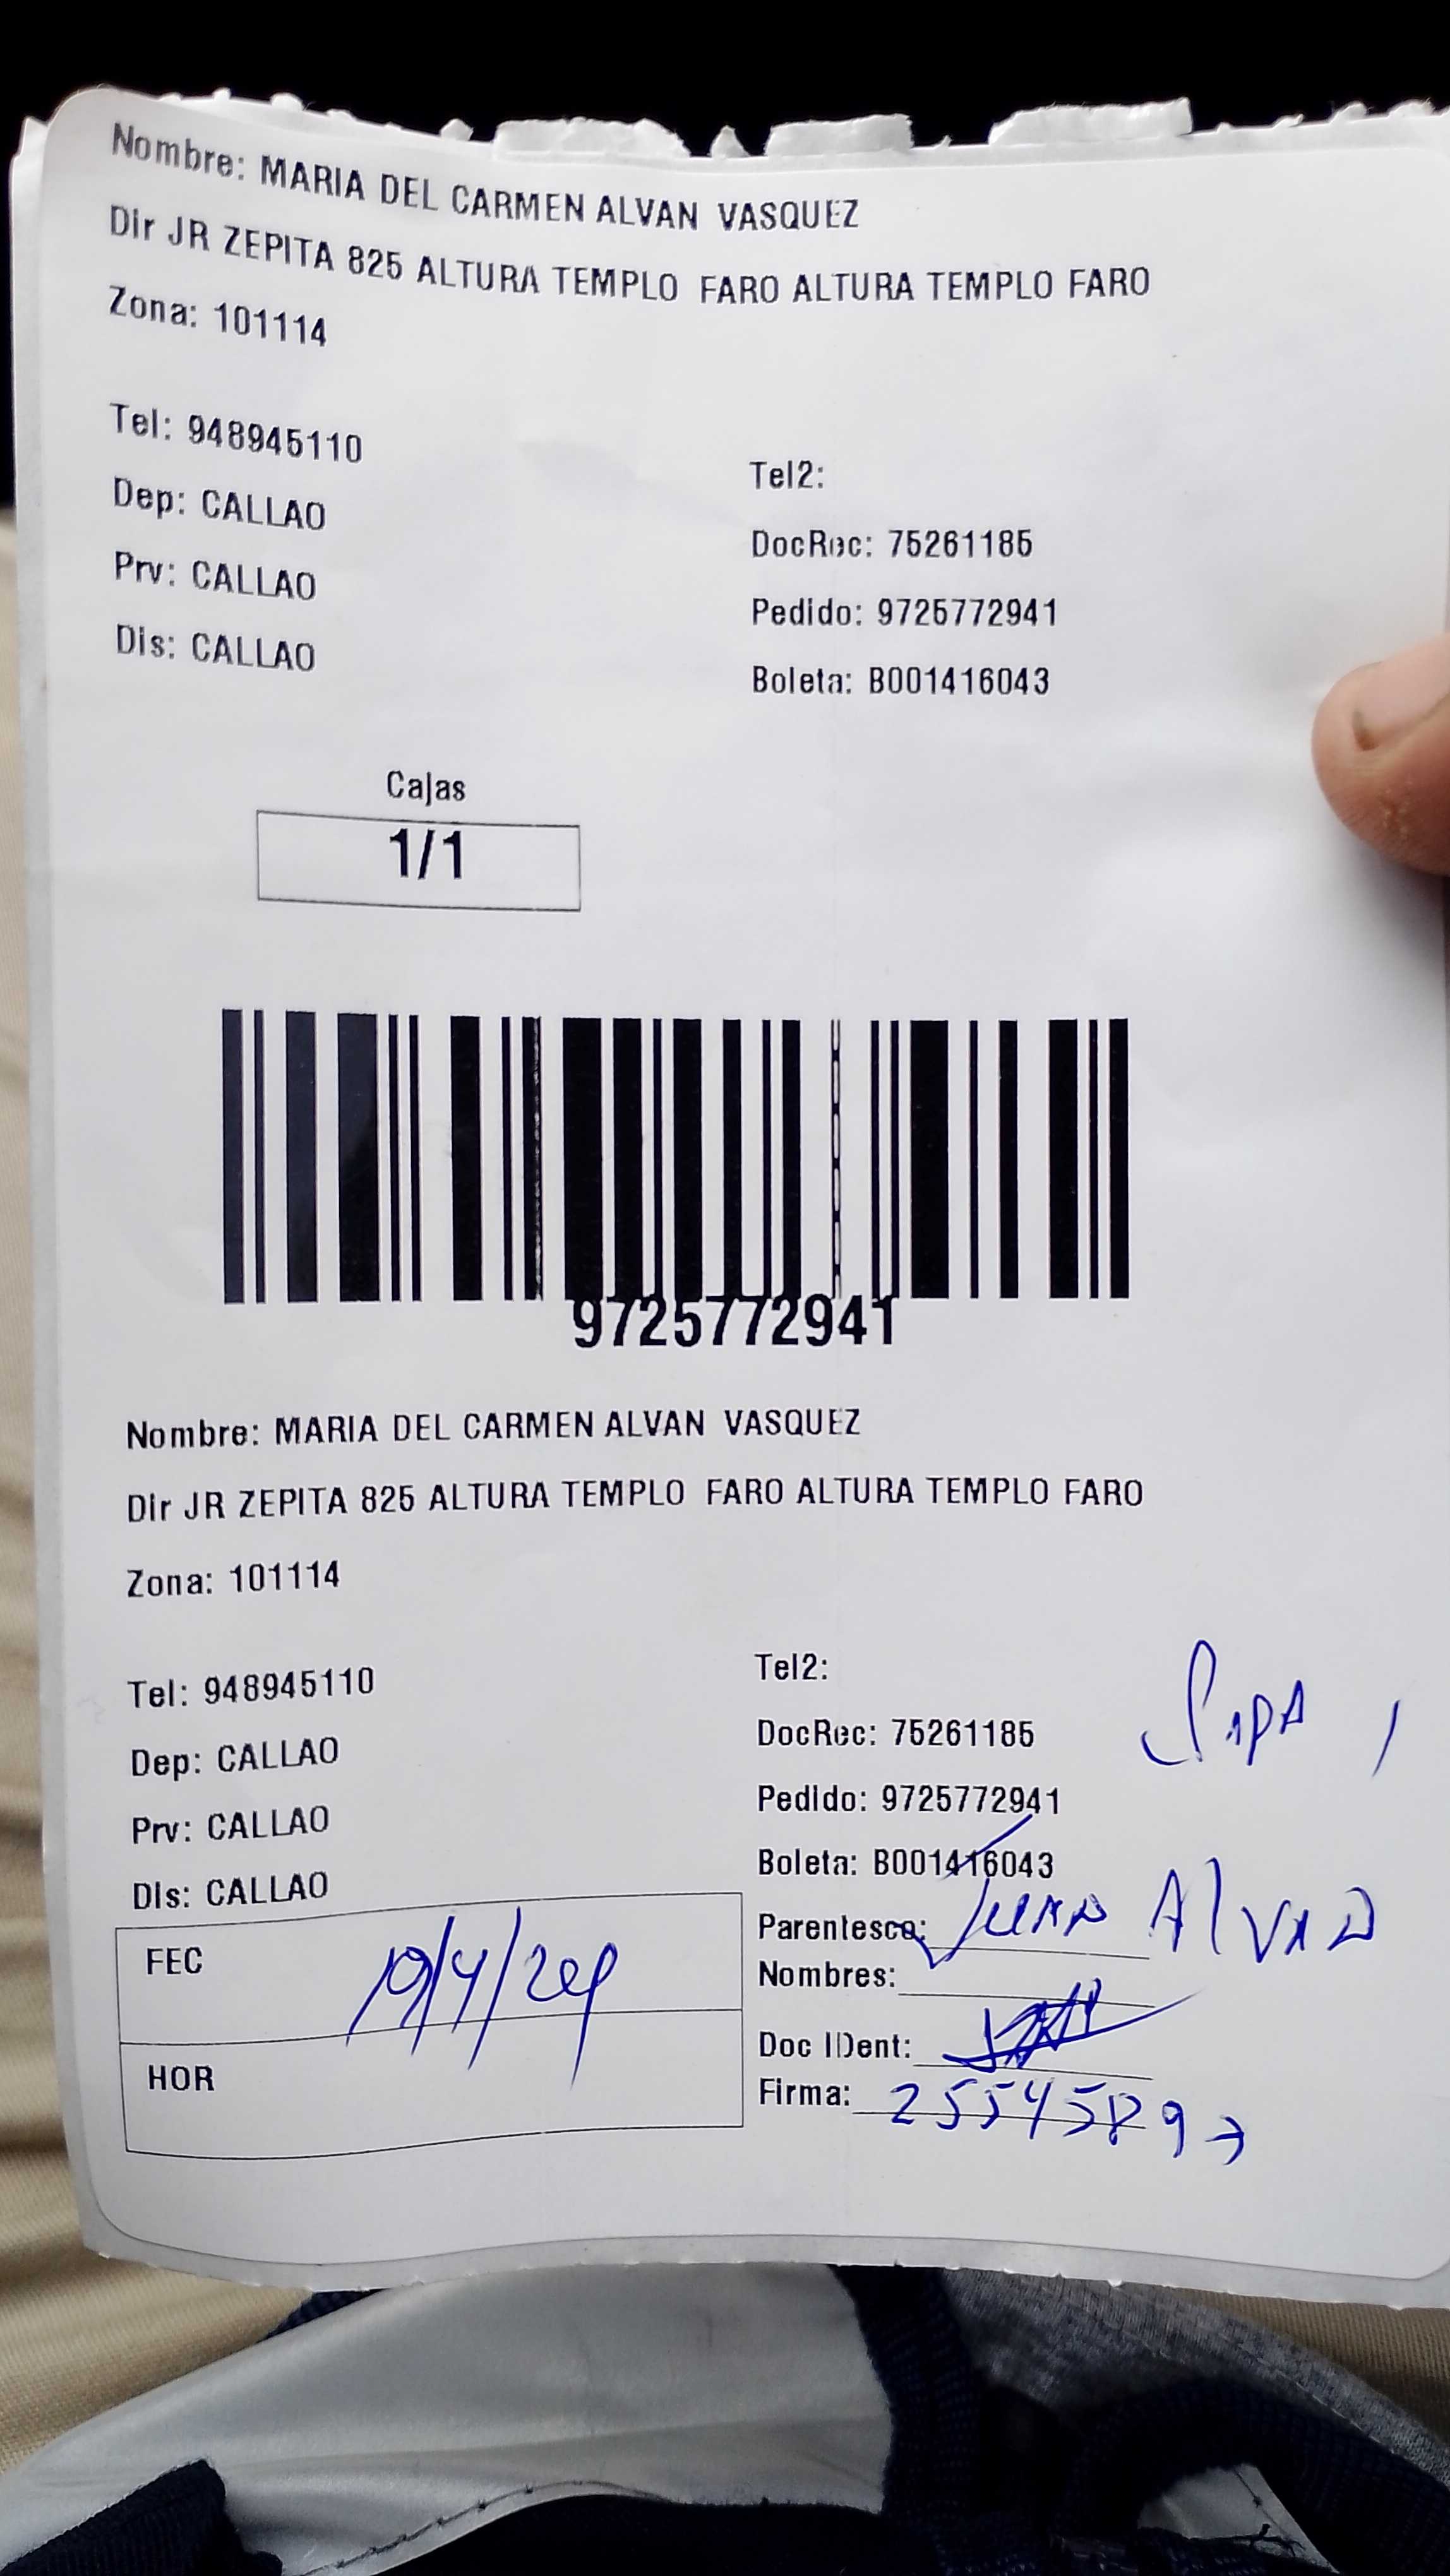 Nombre: MARIA DEL CARMEN ALVAN VASQUEZ
Dir JR ZEPITA 825 ALTURA TEMPLO FARO ALTURA TEMPLO FARO
Zona: 101114
Tel: 948945110
Tel2:
Dep: CALLAO
DocRec: 75261185
Prv: CALLAO
Pedido: 9725772941
Dis: CALLAO
Boleta: B001416043
Cajas
1/1
9725772941
Nombre: MARIA DEL CARMEN ALVAN VASQUEZ
Dir JR ZEPITA 825 ALTURA TEMPLO FARO ALTURA TEMPLO FARO
Zona: 101114
Tel: 948945110
Tel2:
Dep: CALLAO
DocRec: 75261185
Prv: CALLAO
Pedido: 9725772941
Dis: CALLAO
Boleta: B001416043
Parentesco: Juan Alvan
FEC
Nombres:
Doc IDent:
HOR
Firma: 25545897